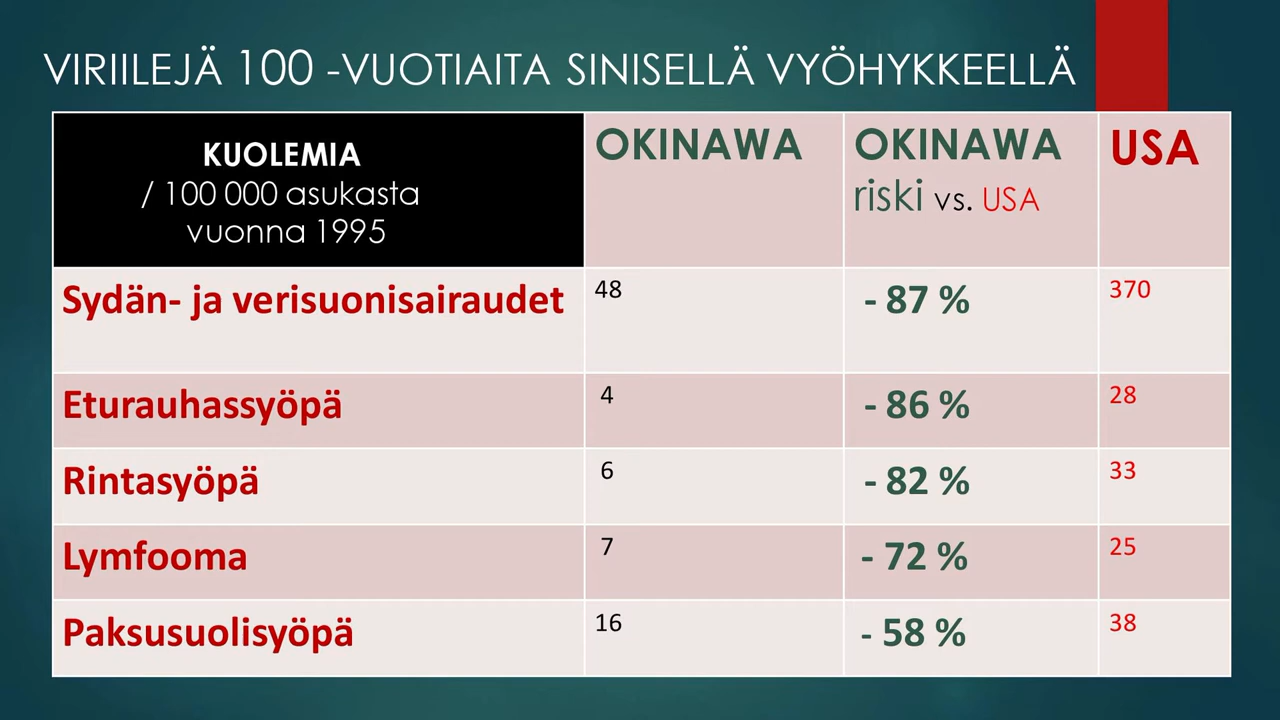 VIRIILEJÄ 100 -VUOTIAITA SINISELLÄ VYÖHYKKEELLÄ
KUOLEMIA
/ 100 000 asukasta
vuonna 1995
OKINAWA
OKINAWA
riski vs. USA
USA
Sydän- ja verisuonisairaudet 48 - 87 % 370
Eturauhassyöpä 4 - 86 % 28
Rintasyöpä 6 - 82 % 33
Lymfooma 7 - 72 % 25
Paksusuolisyöpä 16 - 58 % 38